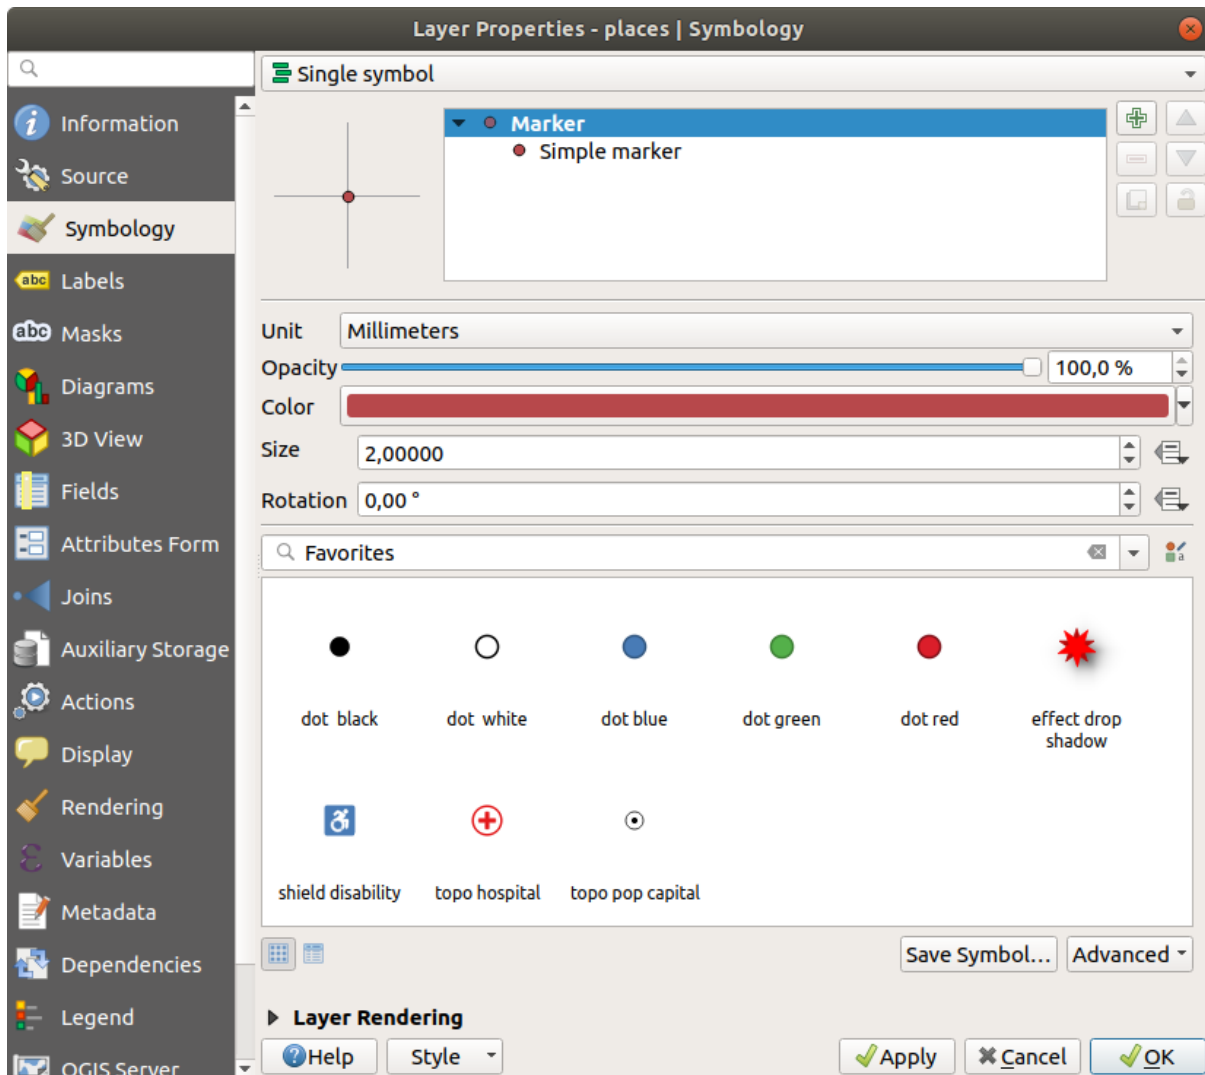 Layer Properties - places | Symbology
Single symbol
Information
Source
Symbology
Labels
Masks
Diagrams
3D View
Fields
Attributes Form
Joins
Auxiliary Storage
Actions
Display
Rendering
Variables
Metadata
Dependencies
Legend
QGIS Server
Marker
Simple marker
Unit Millimeters
Opacity 100,0 %
Color
Size 2,00000
Rotation 0,00 °
Favorites
dot black dot white dot blue dot green dot red effect drop
shadow
shield disability topo hospital topo pop capital
Save Symbol... Advanced
Layer Rendering
Help Style Apply Cancel OK